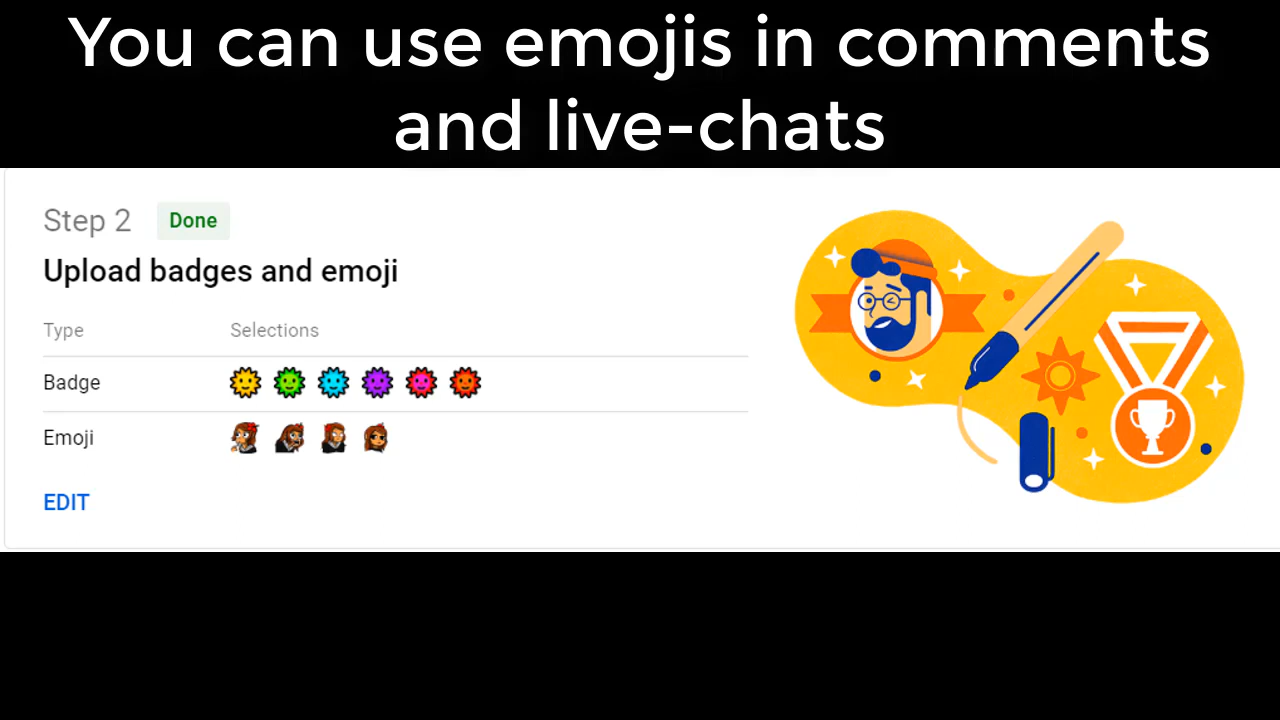 You can use emojis in comments
and live-chats
Step 2 Done
Upload badges and emoji
Type Selections
Badge
Emoji
EDIT